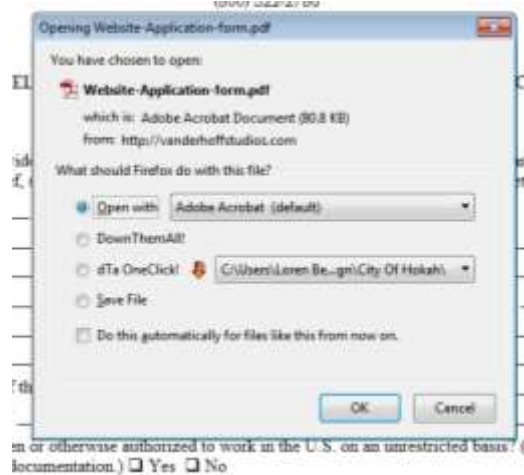 (800) 322-2786
Opening Website-Application-form.pdf
You have chosen to open:
Website-Application-form.pdf
which is: Adobe Acrobat Document (80.8 KB)
from: http://vanderhoffstudios.com
What should Firefox do with this file?
Open with Adobe Acrobat (default)
DownThemAll!
dTa OneClick! C:\Users\Loren Be...gn\City Of Hokah\
Save File
Do this automatically for files like this from now on.
OK Cancel
en or otherwise authorized to work in the U.S. on an unrestricted basis? (
documentation.) ❑ Yes ❑ No